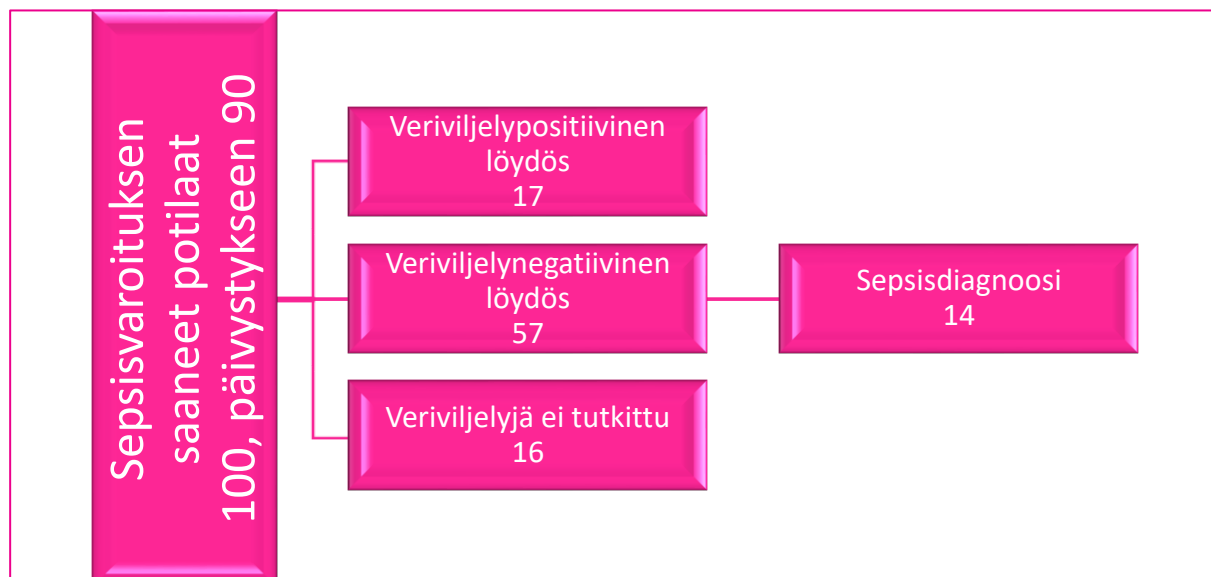 Sepsisvaroituksen
saaneet potilaat
100, päivystykseen 90
Veriviljelypositiivinen
löydös
17
Veriviljelynegatiivinen
löydös
57
Sepsisdiagnoosi
14
Veriviljelyjä ei tutkittu
16